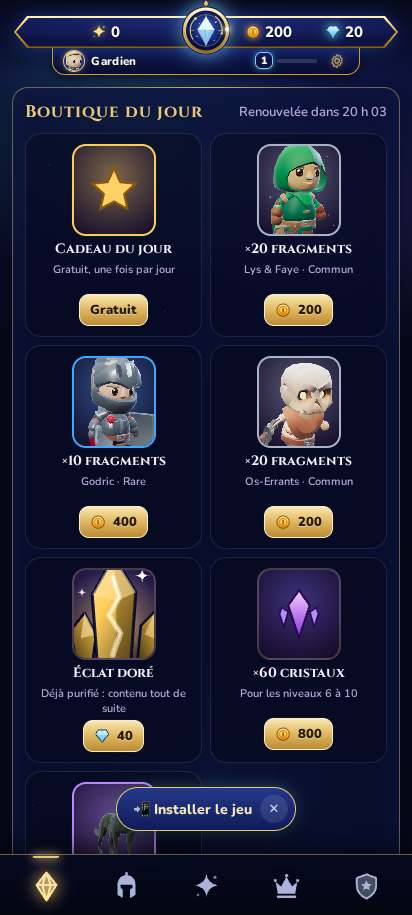 0
200
20
Gardien
1
Boutique du jour
Renouvelée dans 20 h 03
Cadeau du jour
Gratuit, une fois par jour
Gratuit
×20 fragments
Lys & Faye · Commun
200
×10 fragments
Godric · Rare
400
×20 fragments
Os-Errants · Commun
200
Éclat doré
Déjà purifié : contenu tout de
suite
40
×60 cristaux
Pour les niveaux 6 à 10
800
Installer le jeu
×